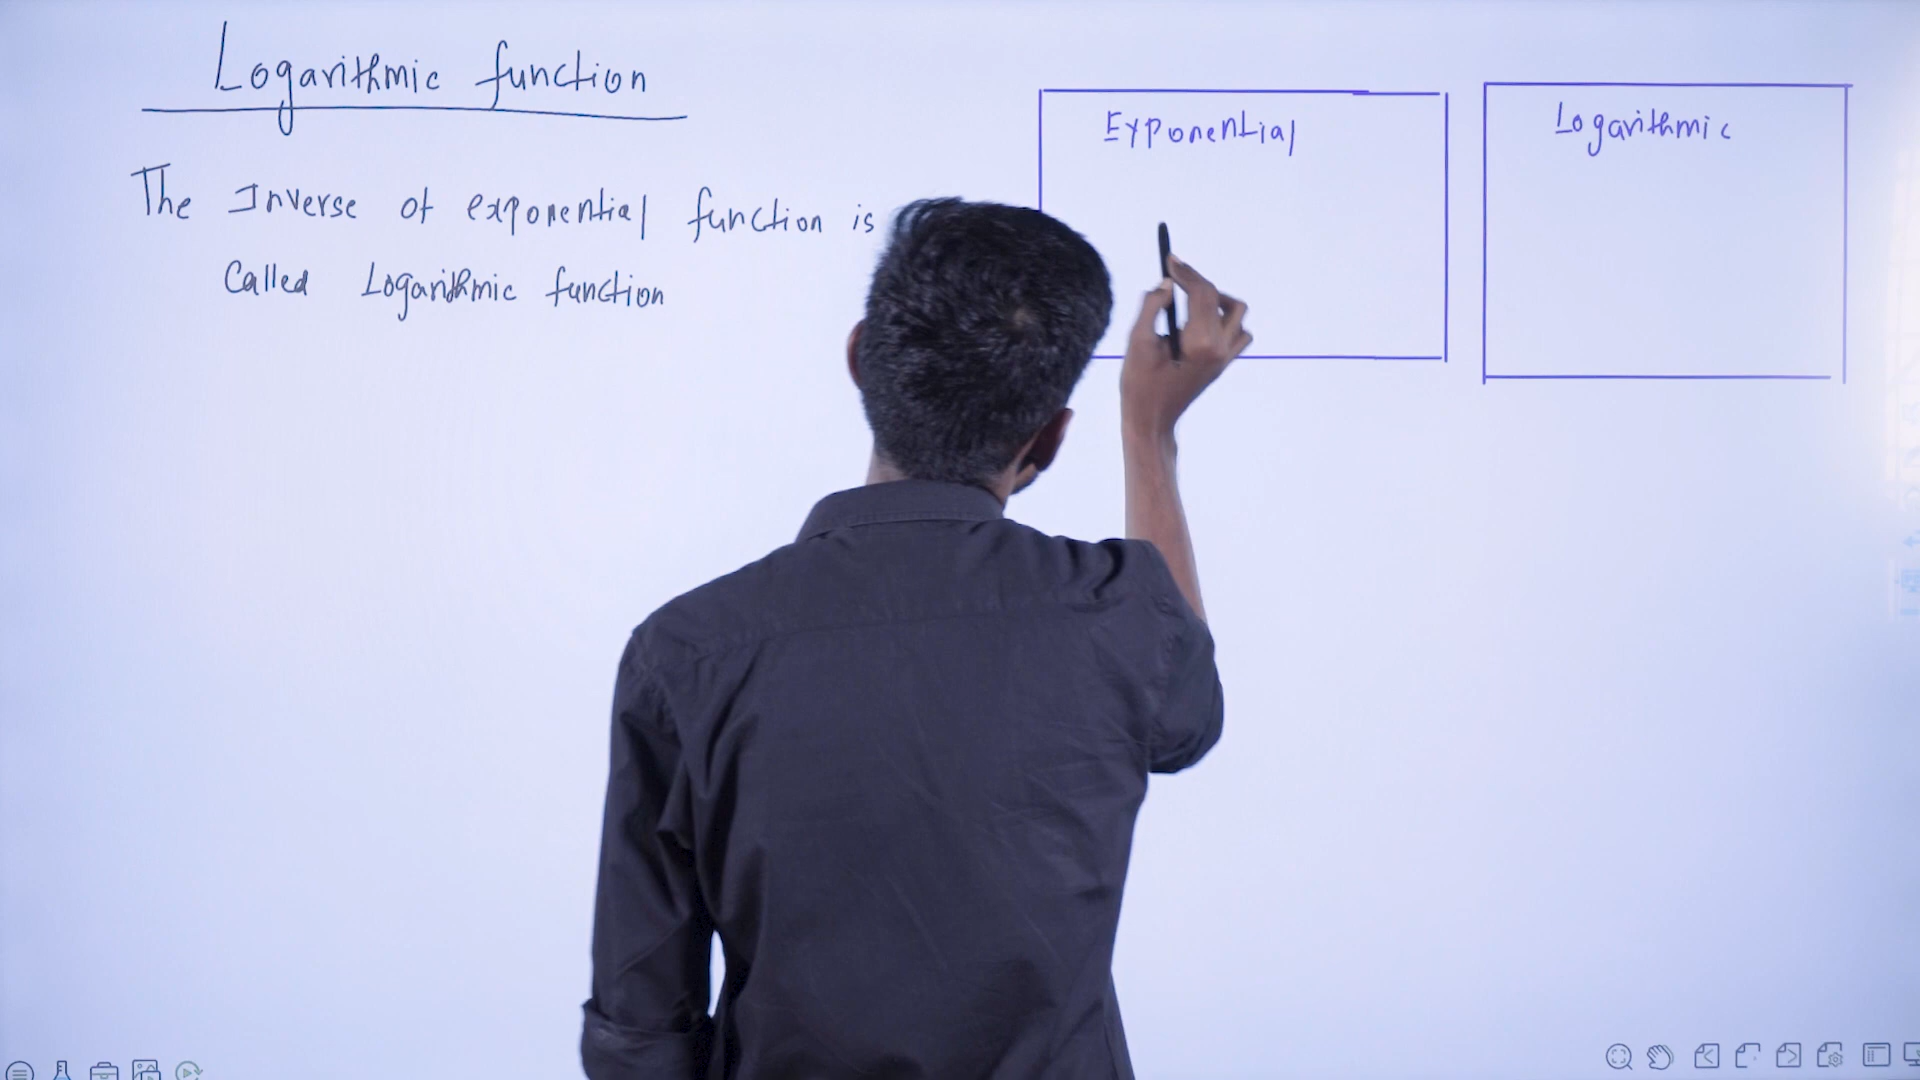 Logarithmic function
The Inverse of exponential function is
Called Logarithmic function
Exponential
Logarithmic